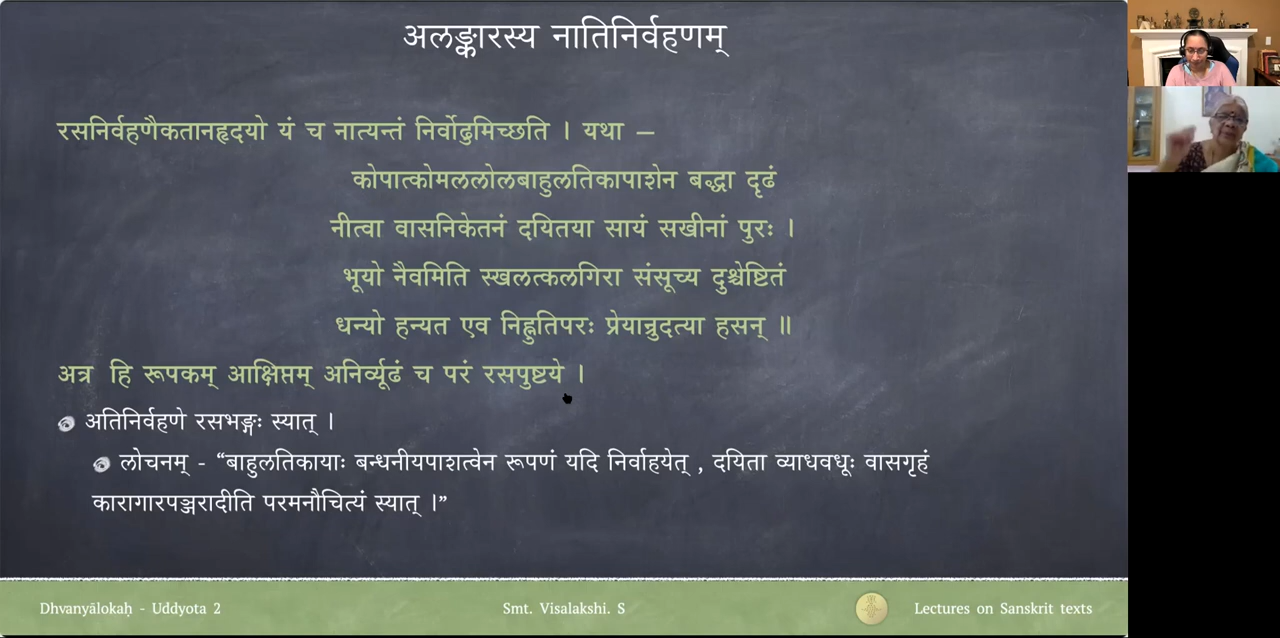 अलङ्कारस्य नातिनिर्वहणम्
रसनिर्वहणैकतानहृदयो यं च नात्यन्तं निर्वोढुमिच्छति । यथा –
कोपात्कोमललोलबाहुलतिकापाशेन बद्धा दृढं
नीत्वा वासनिकेतनं दयितया सायं सखीनां पुरः ।
भूयो नैवमिति स्खलत्कलगिरा संसूच्य दुश्चेष्टितं
धन्यो हन्यत एव निह्नुतिपरः प्रेयान्रुदत्या हसन् ॥
अत्र हि रूपकम् आक्षिप्तम् अनिर्व्यूढं च परं रसपुष्टये ।
अतिनिर्वहणे रसभङ्गः स्यात् ।
लोचनम् - “बाहुलतिकायाः बन्धनीयपाशत्वेन रूपणं यदि निर्वाहयेत् , दयिता व्याधवधूः वासगृहं
कारागारपञ्जरादीति परमनौचित्यं स्यात् ।”
Dhvanyālokaḥ - Uddyota 2
Smt. Visalakshi. S
Lectures on Sanskrit texts